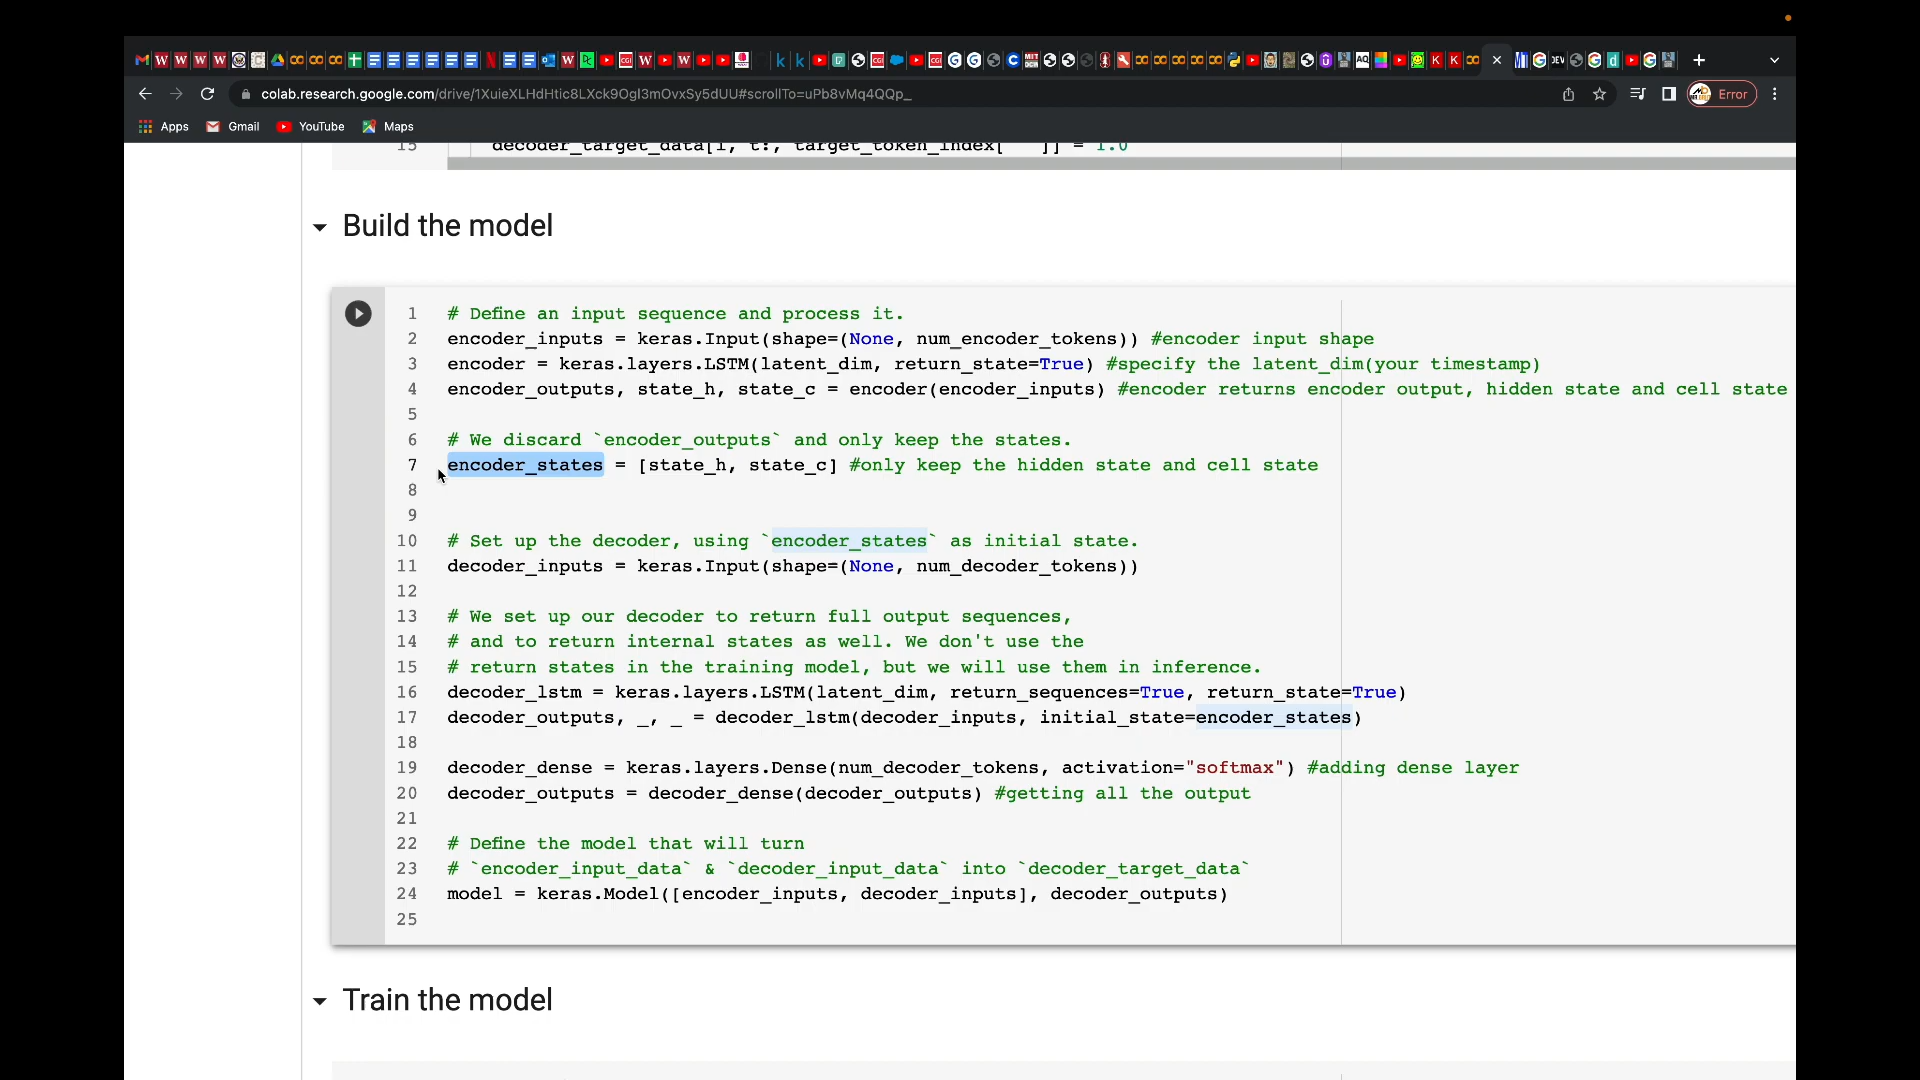 colab.research.google.com/drive/1XuieXLHdHtic8LXck9OgI3mOvxSy5dUU#scrollTo=uPb8vMq4QQp_
Error
Apps
Gmail
YouTube
Maps
15 decoder_target_data[i, t:, target_token_index[" "]] = 1.0
Build the model
1 # Define an input sequence and process it.
2 encoder_inputs = keras.Input(shape=(None, num_encoder_tokens)) #encoder input shape
3 encoder = keras.layers.LSTM(latent_dim, return_state=True) #specify the latent_dim(your timestamp)
4 encoder_outputs, state_h, state_c = encoder(encoder_inputs) #encoder returns encoder output, hidden state and cell state
5
6 # We discard `encoder_outputs` and only keep the states.
7 encoder_states = [state_h, state_c] #only keep the hidden state and cell state
8
9
10 # Set up the decoder, using `encoder_states` as initial state.
11 decoder_inputs = keras.Input(shape=(None, num_decoder_tokens))
12
13 # We set up our decoder to return full output sequences,
14 # and to return internal states as well. We don't use the
15 # return states in the training model, but we will use them in inference.
16 decoder_lstm = keras.layers.LSTM(latent_dim, return_sequences=True, return_state=True)
17 decoder_outputs, _, _ = decoder_lstm(decoder_inputs, initial_state=encoder_states)
18
19 decoder_dense = keras.layers.Dense(num_decoder_tokens, activation="softmax") #adding dense layer
20 decoder_outputs = decoder_dense(decoder_outputs) #getting all the output
21
22 # Define the model that will turn
23 # `encoder_input_data` & `decoder_input_data` into `decoder_target_data`
24 model = keras.Model([encoder_inputs, decoder_inputs], decoder_outputs)
25
Train the model